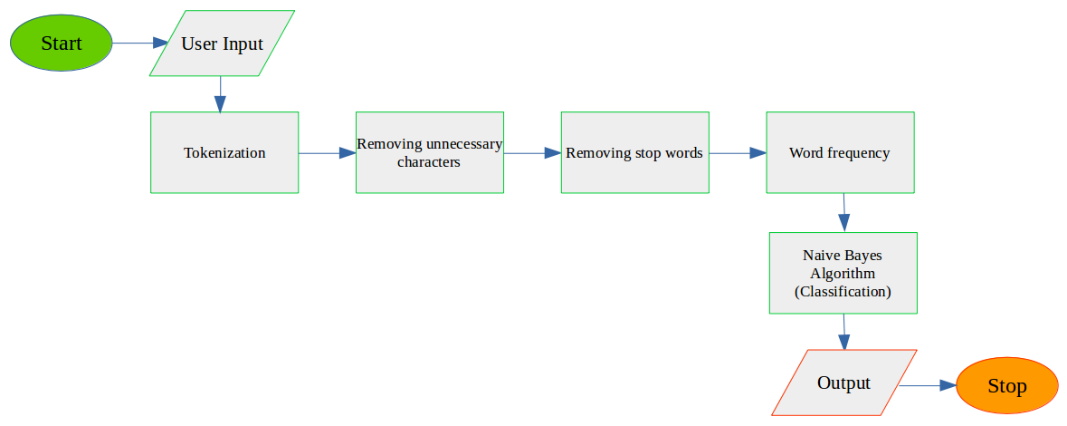 Start
User Input
Tokenization
Removing unnecessary
characters
Removing stop words
Word frequency
Naive Bayes
Algorithm
(Classification)
Output
Stop